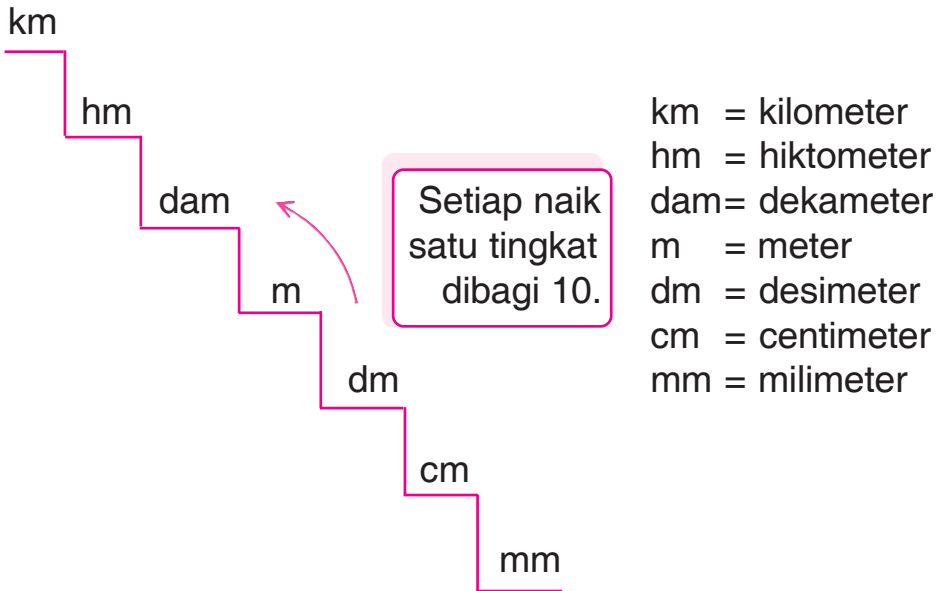 km
hm
dam
m
dm
cm
mm
Setiap naik
satu tingkat
dibagi 10.
km = kilometer
hm = hiktometer
dam= dekameter
m = meter
dm = desimeter
cm = centimeter
mm = milimeter